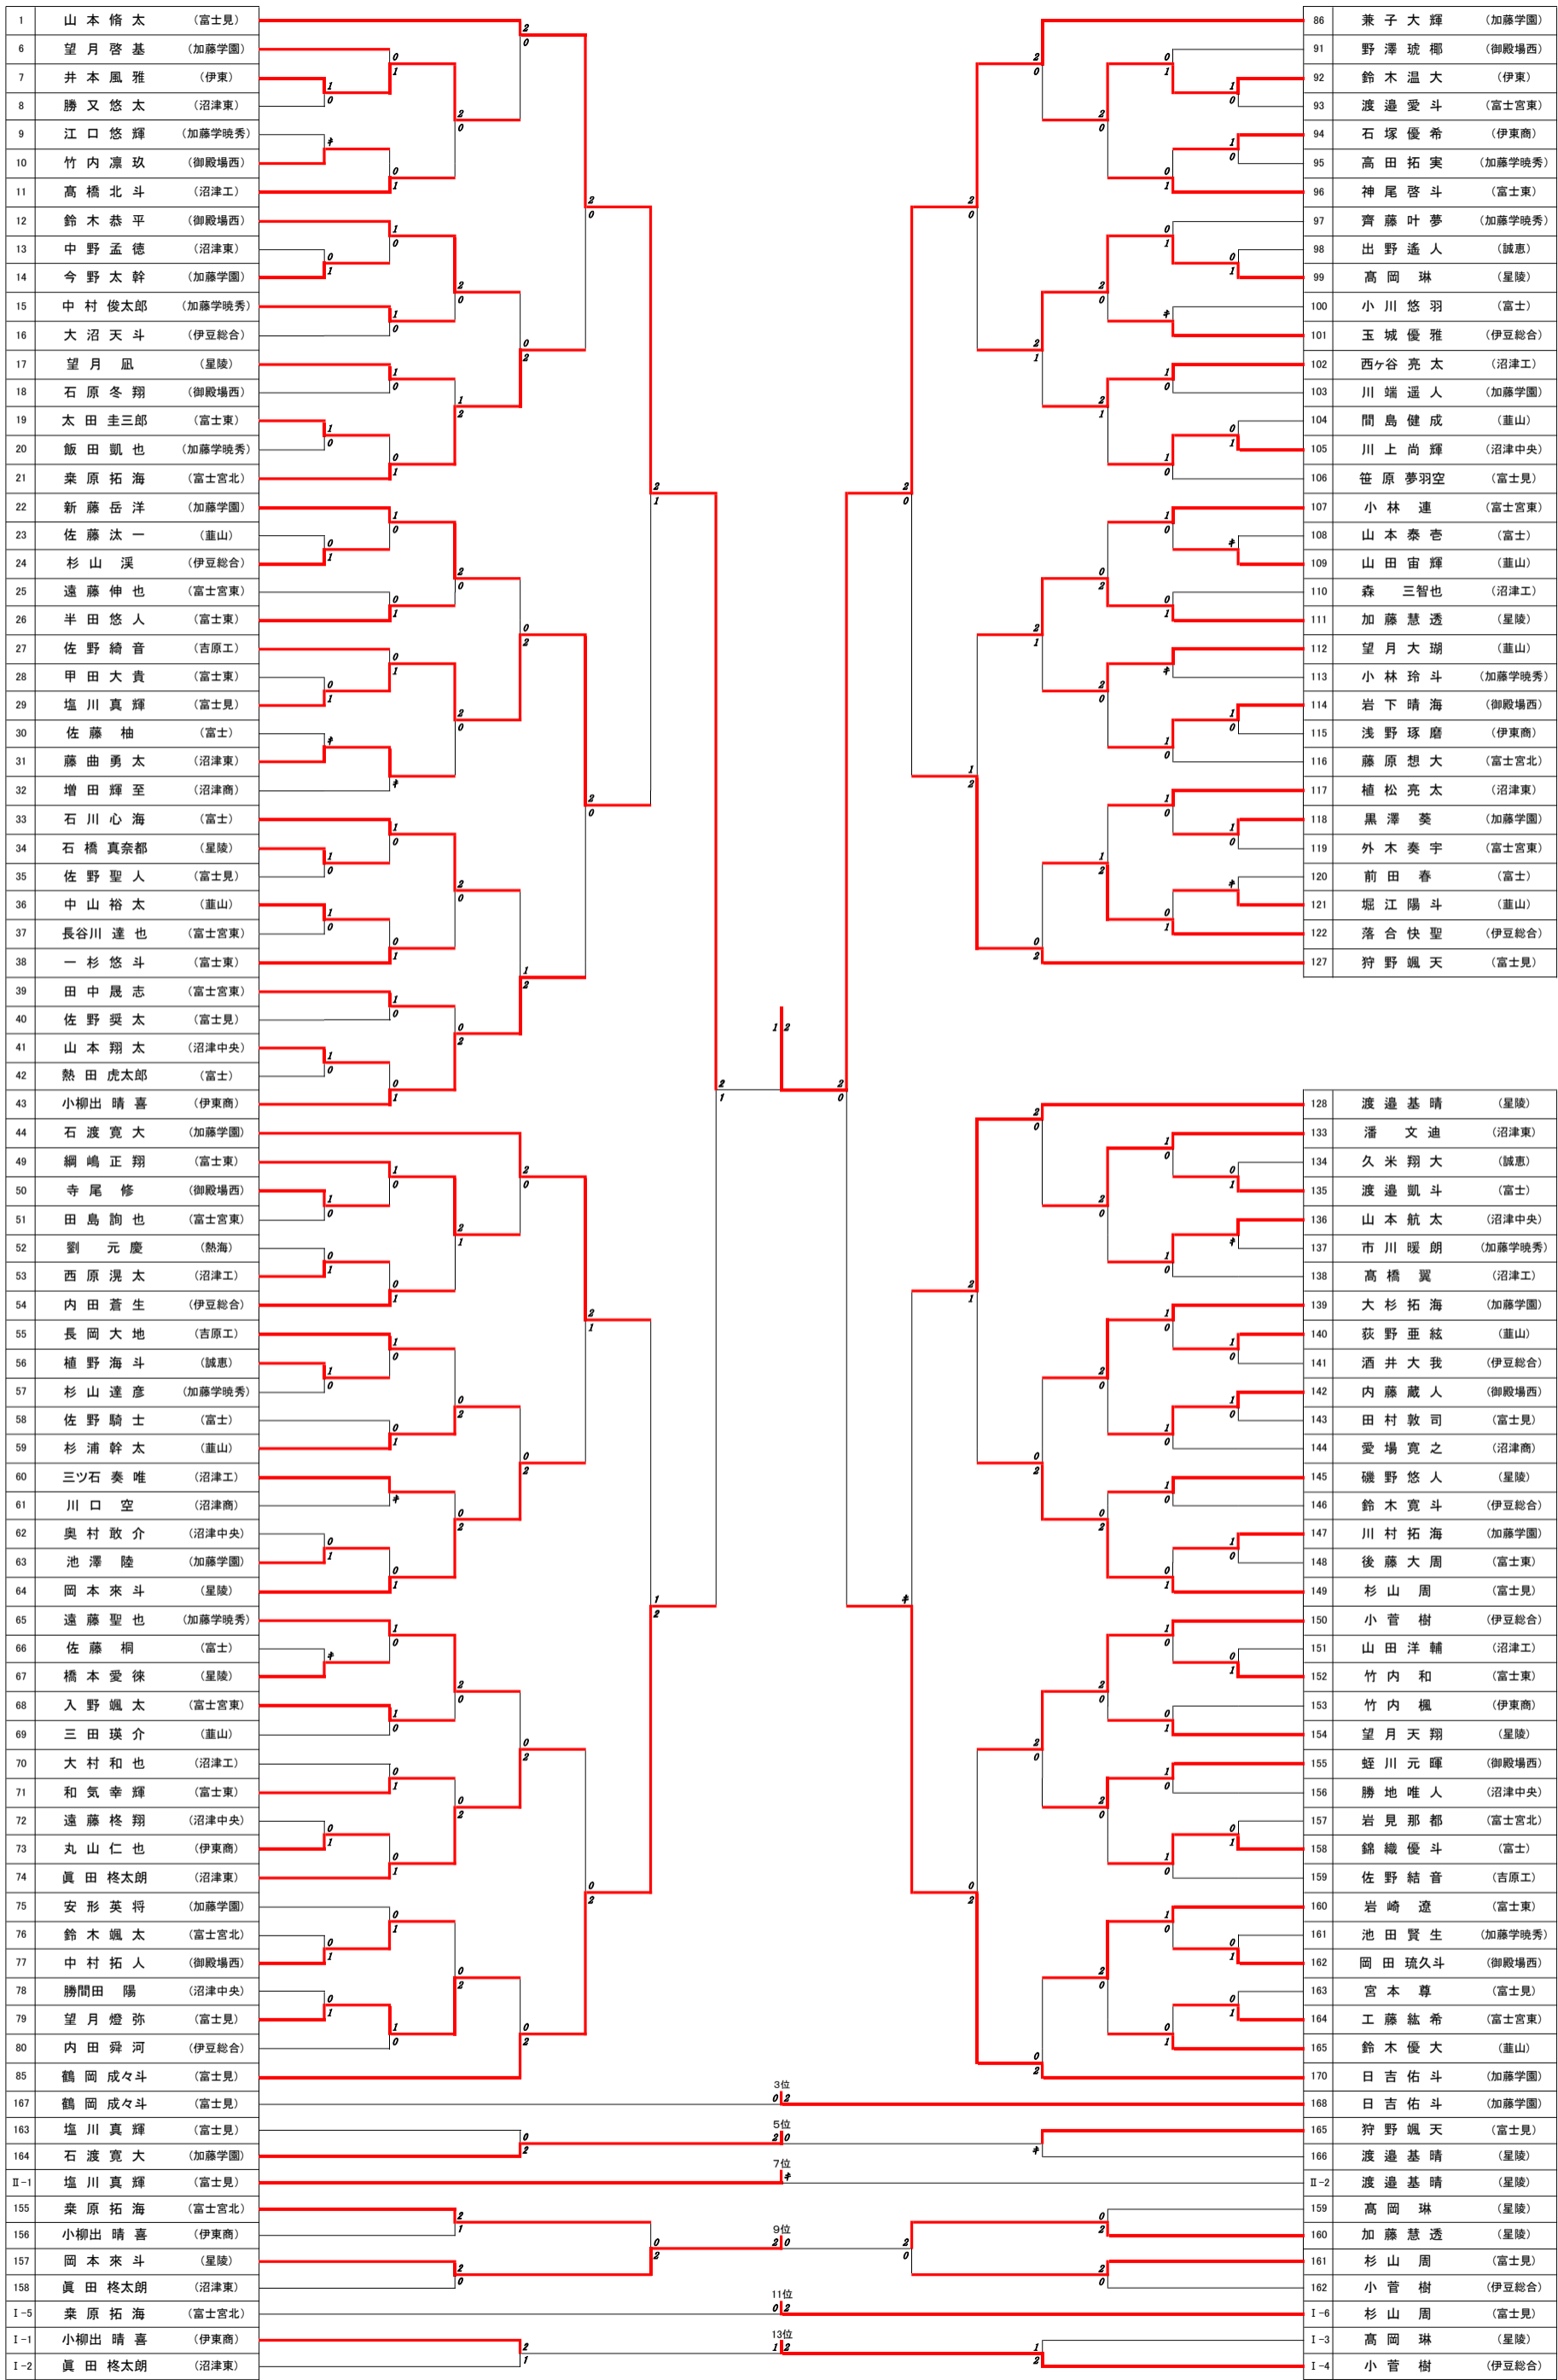 1 山本脩太 (富士見)
6 望月啓基 (加藤学園)
7 井本風雅 (伊東)
8 勝又悠太 (沼津東)
9 江口悠輝 (加藤学暁秀)
10 竹内凛玖 (御殿場西)
11 髙橋北斗 (沼津工)
12 鈴木恭平 (御殿場西)
13 中野孟徳 (沼津東)
14 今野太幹 (加藤学園)
15 中村俊太郎 (加藤学暁秀)
16 大沼天斗 (伊豆総合)
17 望月凪 (星陵)
18 石原冬翔 (御殿場西)
19 太田圭三郎 (富士東)
20 飯田凱也 (加藤学暁秀)
21 桒原拓海 (富士宮北)
22 新藤岳洋 (加藤学園)
23 佐藤汰一 (韮山)
24 杉山渓 (伊豆総合)
25 遠藤伸也 (富士宮東)
26 半田悠人 (富士東)
27 佐野綺音 (吉原工)
28 甲田大貴 (富士東)
29 塩川真輝 (富士見)
30 佐藤柚 (富士)
31 藤曲勇太 (沼津東)
32 増田輝至 (沼津商)
33 石川心海 (富士)
34 石橋真奈都 (星陵)
35 佐野聖人 (富士見)
36 中山裕太 (韮山)
37 長谷川達也 (富士宮東)
38 一杉悠斗 (富士東)
39 田中晟志 (富士宮東)
40 佐野奨太 (富士見)
41 山本翔太 (沼津中央)
42 熱田虎太郎 (富士)
43 小柳出晴喜 (伊東商)
44 石渡寛大 (加藤学園)
49 綱嶋正翔 (富士東)
50 寺尾修 (御殿場西)
51 田島詢也 (富士宮東)
52 劉元慶 (熱海)
53 西原滉太 (沼津工)
54 内田蒼生 (伊豆総合)
55 長岡大地 (吉原工)
56 植野海斗 (誠恵)
57 杉山達彦 (加藤学暁秀)
58 佐野騎士 (富士)
59 杉浦幹太 (韮山)
60 三ツ石奏唯 (沼津工)
61 川口空 (沼津商)
62 奥村敢介 (沼津中央)
63 池澤陸 (加藤学園)
64 岡本來斗 (星陵)
65 遠藤聖也 (加藤学暁秀)
66 佐藤桐 (富士)
67 橋本愛徠 (星陵)
68 入野颯太 (富士宮東)
69 三田瑛介 (韮山)
70 大村和也 (沼津工)
71 和気幸輝 (富士東)
72 遠藤柊翔 (沼津中央)
73 丸山仁也 (伊東商)
74 眞田柊太朗 (沼津東)
75 安形英将 (加藤学園)
76 鈴木颯太 (富士宮北)
77 中村拓人 (御殿場西)
78 勝間田陽 (沼津中央)
79 望月燈弥 (富士見)
80 内田舜河 (伊豆総合)
85 鶴岡成々斗 (富士見)
86 兼子大輝 (加藤学園)
91 野澤琥椰 (御殿場西)
92 鈴木温大 (伊東)
93 渡邉愛斗 (富士宮東)
94 石塚優希 (伊東商)
95 高田拓実 (加藤学暁秀)
96 神尾啓斗 (富士東)
97 齊藤叶夢 (加藤学暁秀)
98 出野遙人 (誠恵)
99 髙岡琳 (星陵)
100 小川悠羽 (富士)
101 玉城優雅 (伊豆総合)
102 西ヶ谷亮太 (沼津工)
103 川端遥人 (加藤学園)
104 間島健成 (韮山)
105 川上尚輝 (沼津中央)
106 笹原夢羽空 (富士見)
107 小林連 (富士宮東)
108 山本泰壱 (富士)
109 山田宙輝 (韮山)
110 森三智也 (沼津工)
111 加藤慧透 (星陵)
112 望月大瑚 (韮山)
113 小林玲斗 (加藤学暁秀)
114 岩下晴海 (御殿場西)
115 浅野琢磨 (伊東商)
116 藤原想大 (富士宮北)
117 植松亮太 (沼津東)
118 黒澤葵 (加藤学園)
119 外木奏宇 (富士宮東)
120 前田春 (富士)
121 堀江陽斗 (韮山)
122 落合快聖 (伊豆総合)
127 狩野颯天 (富士見)
1 2
128 渡邉基晴 (星陵)
133 潘文迪 (沼津東)
134 久米翔大 (誠恵)
135 渡邉凱斗 (富士)
136 山本航太 (沼津中央)
137 市川暖朗 (加藤学暁秀)
138 髙橋翼 (沼津工)
139 大杉拓海 (加藤学園)
140 荻野亜絃 (韮山)
141 酒井大我 (伊豆総合)
142 内藤蔵人 (御殿場西)
143 田村敦司 (富士見)
144 愛場寛之 (沼津商)
145 磯野悠人 (星陵)
146 鈴木寛斗 (伊豆総合)
147 川村拓海 (加藤学園)
148 後藤大周 (富士東)
149 杉山周 (富士見)
150 小菅樹 (伊豆総合)
151 山田洋輔 (沼津工)
152 竹内和 (富士東)
153 竹内楓 (伊東商)
154 望月天翔 (星陵)
155 蛭川元暉 (御殿場西)
156 勝地唯人 (沼津中央)
157 岩見那都 (富士宮北)
158 錦織優斗 (富士)
159 佐野結音 (吉原工)
160 岩崎遼 (富士東)
161 池田賢生 (加藤学暁秀)
162 岡田琉久斗 (御殿場西)
163 宮本尊 (富士見)
164 工藤紘希 (富士宮東)
165 鈴木優大 (韮山)
170 日吉佑斗 (加藤学園)
3位
167 鶴岡成々斗 (富士見) 0 2 168 日吉佑斗 (加藤学園)
5位
163 塩川真輝 (富士見) 0 2 0 165 狩野颯天 (富士見)
164 石渡寛大 (加藤学園) 2 キ 166 渡邉基晴 (星陵)
7位
Ⅱ-1 塩川真輝 (富士見) キ Ⅱ-2 渡邉基晴 (星陵)
155 桒原拓海 (富士宮北) 2 0 159 髙岡琳 (星陵)
156 小柳出晴喜 (伊東商) 1 2 160 加藤慧透 (星陵)
9位
0 2 0 2
2 0
157 岡本來斗 (星陵) 2 2 161 杉山周 (富士見)
158 眞田柊太朗 (沼津東) 0 0 162 小菅樹 (伊豆総合)
11位
Ⅰ-5 桒原拓海 (富士宮北) 0 2 Ⅰ-6 杉山周 (富士見)
13位
Ⅰ-1 小柳出晴喜 (伊東商) 2 1 2 1 Ⅰ-3 髙岡琳 (星陵)
Ⅰ-2 眞田柊太朗 (沼津東) 1 2 Ⅰ-4 小菅樹 (伊豆総合)